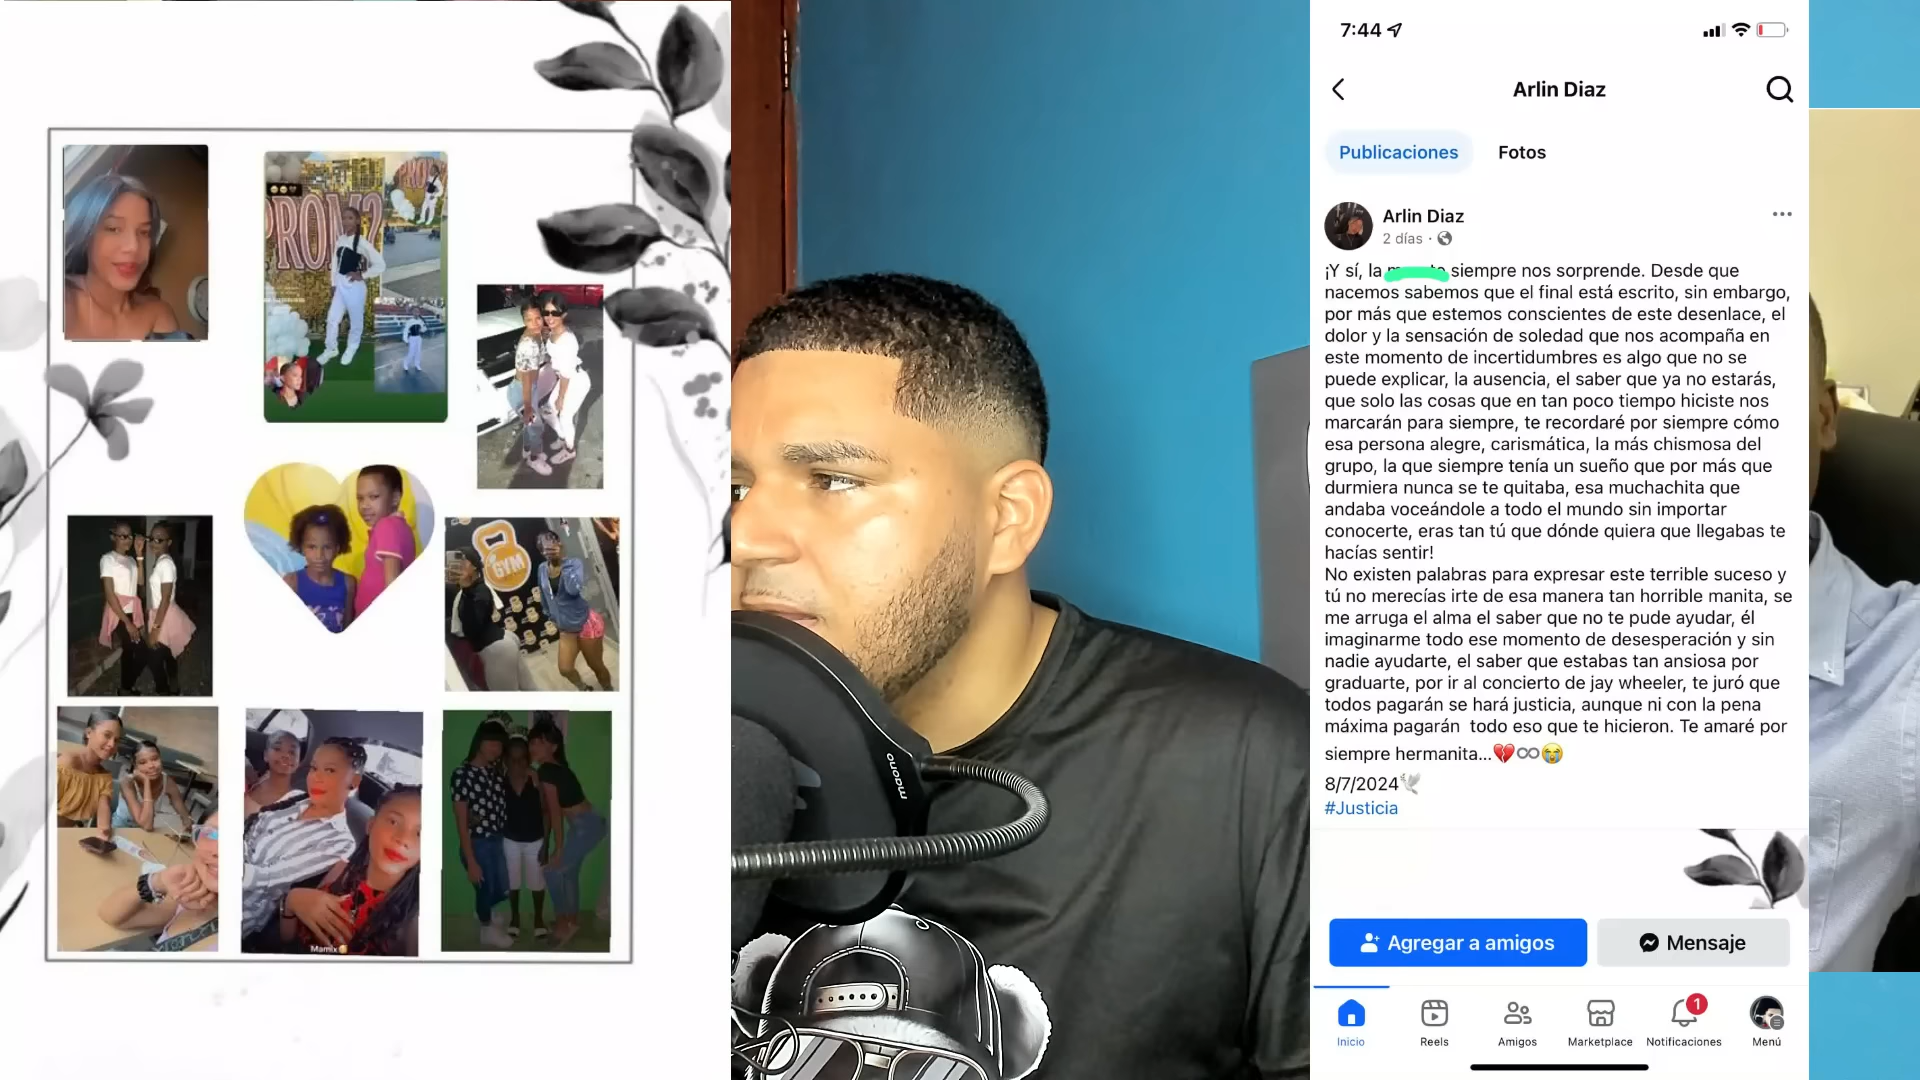 PROM?
PROM
GYM
Mamix
maono
7:44
Arlin Diaz
Publicaciones
Fotos
Arlin Diaz
2 días ·
¡Y sí, la siempre nos sorprende. Desde que
nacemos sabemos que el final está escrito, sin embargo,
por más que estemos conscientes de este desenlace, el
dolor y la sensación de soledad que nos acompaña en
este momento de incertidumbres es algo que no se
puede explicar, la ausencia, el saber que ya no estarás,
que solo las cosas que en tan poco tiempo hiciste nos
marcarán para siempre, te recordaré por siempre cómo
esa persona alegre, carismática, la más chismosa del
grupo, la que siempre tenía un sueño que por más que
durmiera nunca se te quitaba, esa muchachita que
andaba voceándole a todo el mundo sin importar
conocerte, eras tan tú que dónde quiera que llegabas te
hacías sentir!
No existen palabras para expresar este terrible suceso y
tú no merecías irte de esa manera tan horrible manita, se
me arruga el alma el saber que no te pude ayudar, él
imaginarme todo ese momento de desesperación y sin
nadie ayudarte, el saber que estabas tan ansiosa por
graduarte, por ir al concierto de jay wheeler, te juró que
todos pagarán se hará justicia, aunque ni con la pena
máxima pagarán todo eso que te hicieron. Te amaré por
siempre hermanita...💔∞😭
8/7/2024🕊
#Justicia
Agregar a amigos
Mensaje
1
Inicio
Reels
Amigos
Marketplace
Notificaciones
Menú